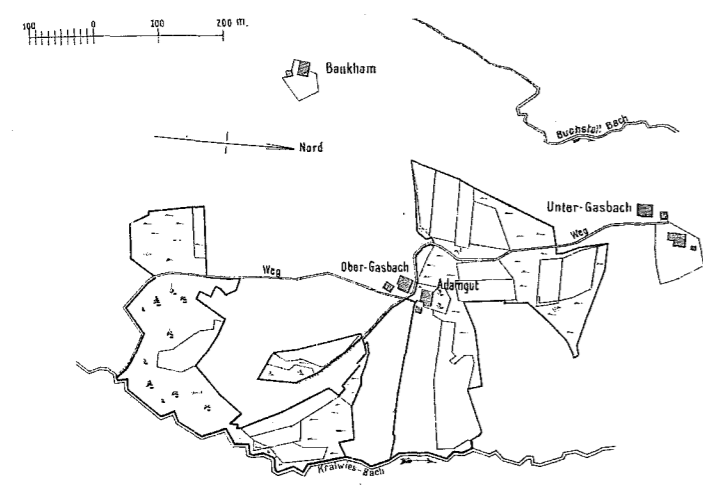 100 0 100 200 m.
Baukham
Buchstall Bach
Nord
Unter-Gasbach
Weg
Weg
Ober-Gasbach
Adamgut
Kralwies-Bach